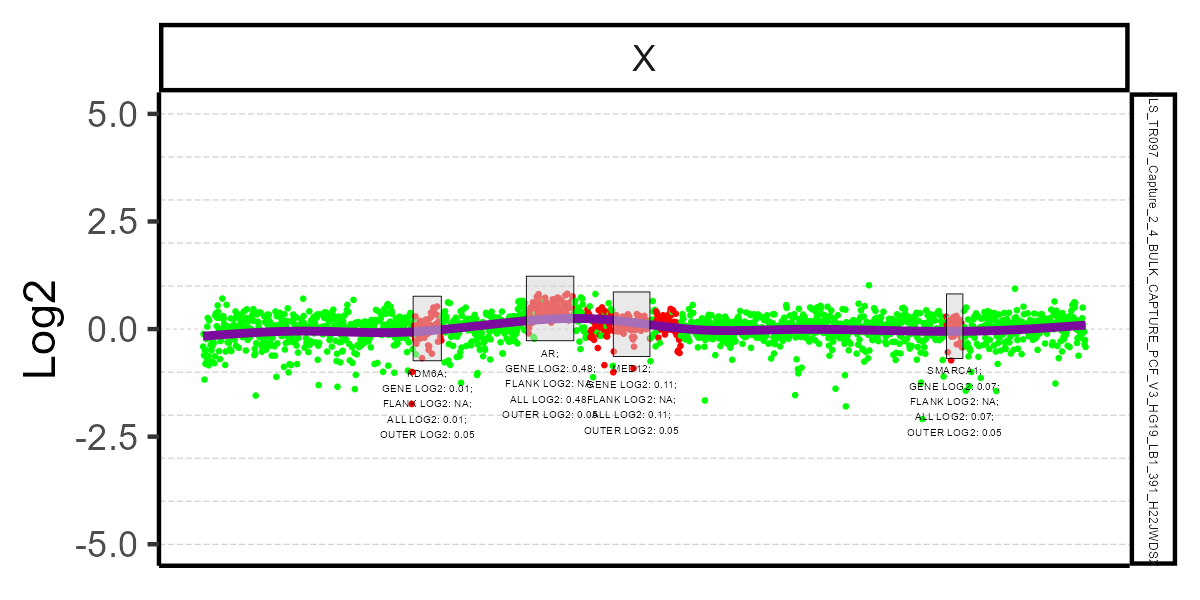 X
5.0
2.5
0.0
-2.5
-5.0
Log2
KDM6A;
GENE LOG2: 0.01;
FLANK LOG2: NA;
ALL LOG2: 0.01;
OUTER LOG2: 0.05
AR;
GENE LOG2: 0.48;
FLANK LOG2: NA;
ALL LOG2: 0.48;
OUTER LOG2: 0.05
MED12;
GENE LOG2: 0.11;
FLANK LOG2: NA;
ALL LOG2: 0.11;
OUTER LOG2: 0.05
SMARCA1;
GENE LOG2: 0.07;
FLANK LOG2: NA;
ALL LOG2: 0.07;
OUTER LOG2: 0.05
LS_TR097_Capture_2_4_BULK_CAPTURE_PCF_V3_HG19_LB1_391_H22JWDS